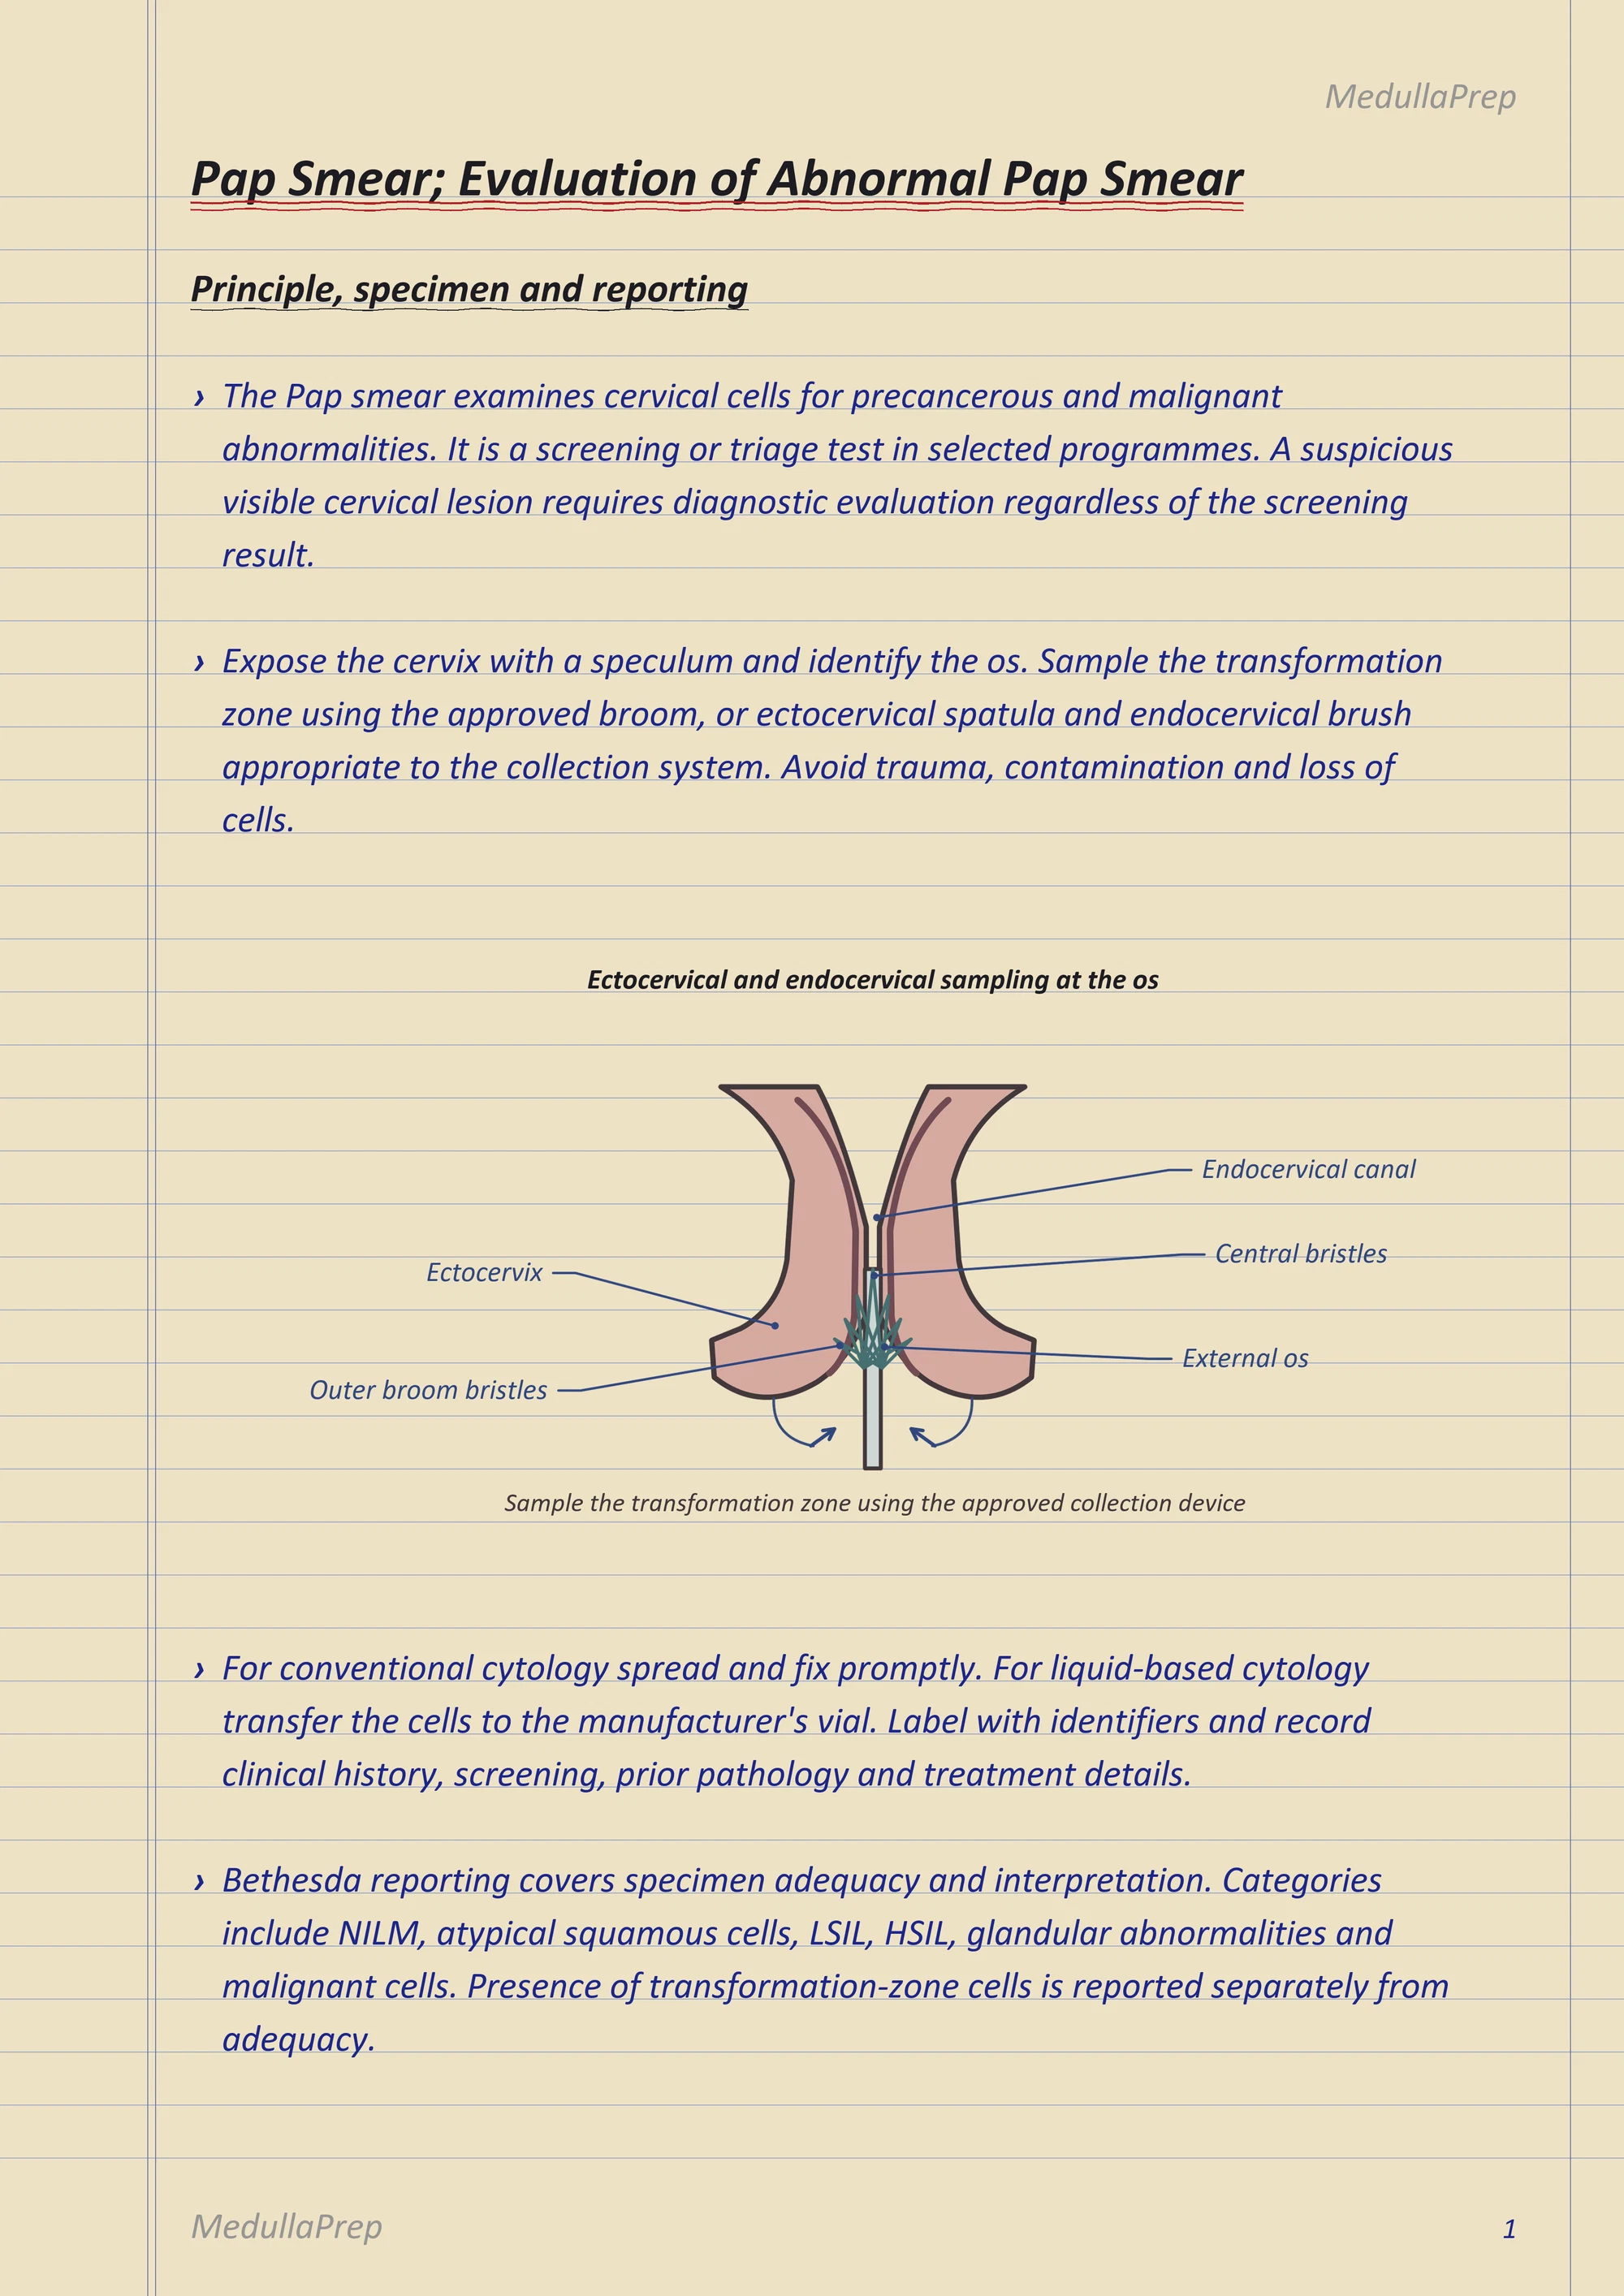 MedullaPrep
Pap Smear; Evaluation of Abnormal Pap Smear
Principle, specimen and reporting
› The Pap smear examines cervical cells for precancerous and malignant
abnormalities. It is a screening or triage test in selected programmes. A suspicious
visible cervical lesion requires diagnostic evaluation regardless of the screening
result.
› Expose the cervix with a speculum and identify the os. Sample the transformation
zone using the approved broom, or ectocervical spatula and endocervical brush
appropriate to the collection system. Avoid trauma, contamination and loss of
cells.
Ectocervical and endocervical sampling at the os
Endocervical canal
Central bristles
Ectocervix
External os
Outer broom bristles
Sample the transformation zone using the approved collection device
› For conventional cytology spread and fix promptly. For liquid-based cytology
transfer the cells to the manufacturer's vial. Label with identifiers and record
clinical history, screening, prior pathology and treatment details.
› Bethesda reporting covers specimen adequacy and interpretation. Categories
include NILM, atypical squamous cells, LSIL, HSIL, glandular abnormalities and
malignant cells. Presence of transformation-zone cells is reported separately from
adequacy.
MedullaPrep
1